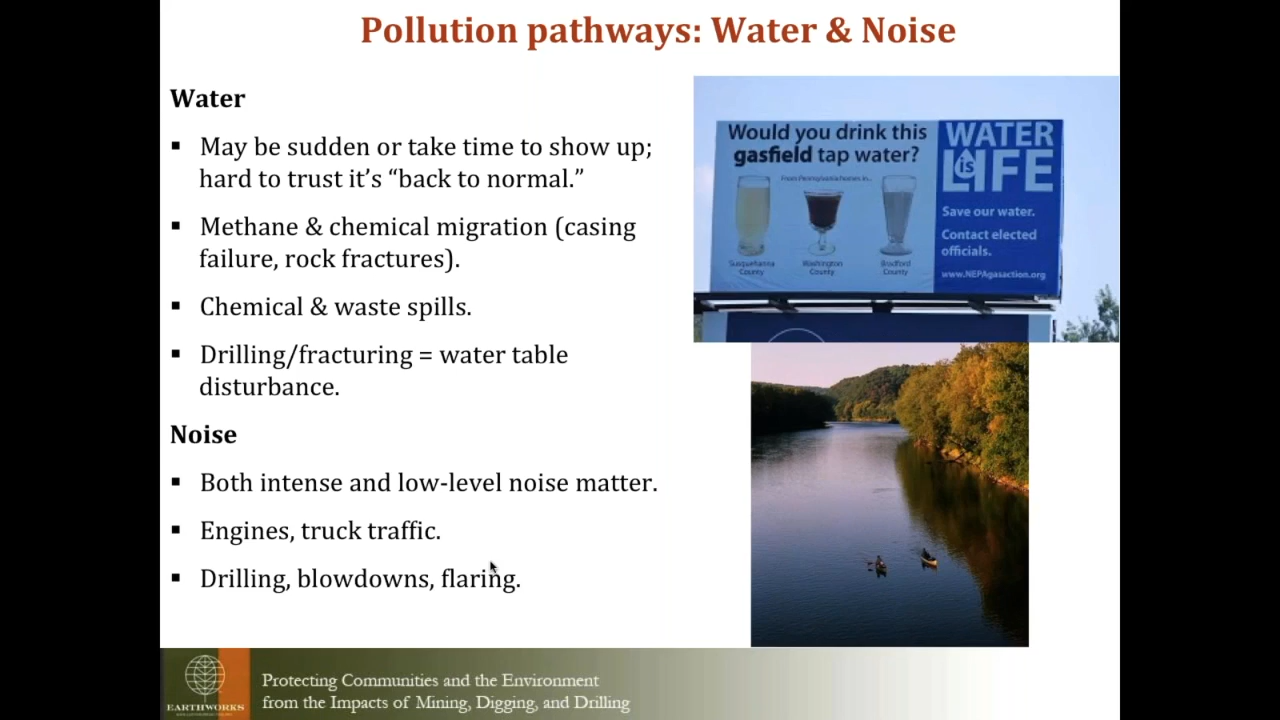 Pollution pathways: Water & Noise
Water
▪ May be sudden or take time to show up;
hard to trust it’s “back to normal.”
▪ Methane & chemical migration (casing
failure, rock fractures).
▪ Chemical & waste spills.
▪ Drilling/fracturing = water table
disturbance.
Noise
▪ Both intense and low-level noise matter.
▪ Engines, truck traffic.
▪ Drilling, blowdowns, flaring.
Would you drink this
gasfield tap water?
From Pennsylvania homes in...
Susquehanna
County
Washington
County
Bradford
County
WATER
is
LIFE
Save our water.
Contact elected
officials.
www.NEPAgasaction.org
EARTHWORKS
Protecting Communities and the Environment
from the Impacts of Mining, Digging, and Drilling